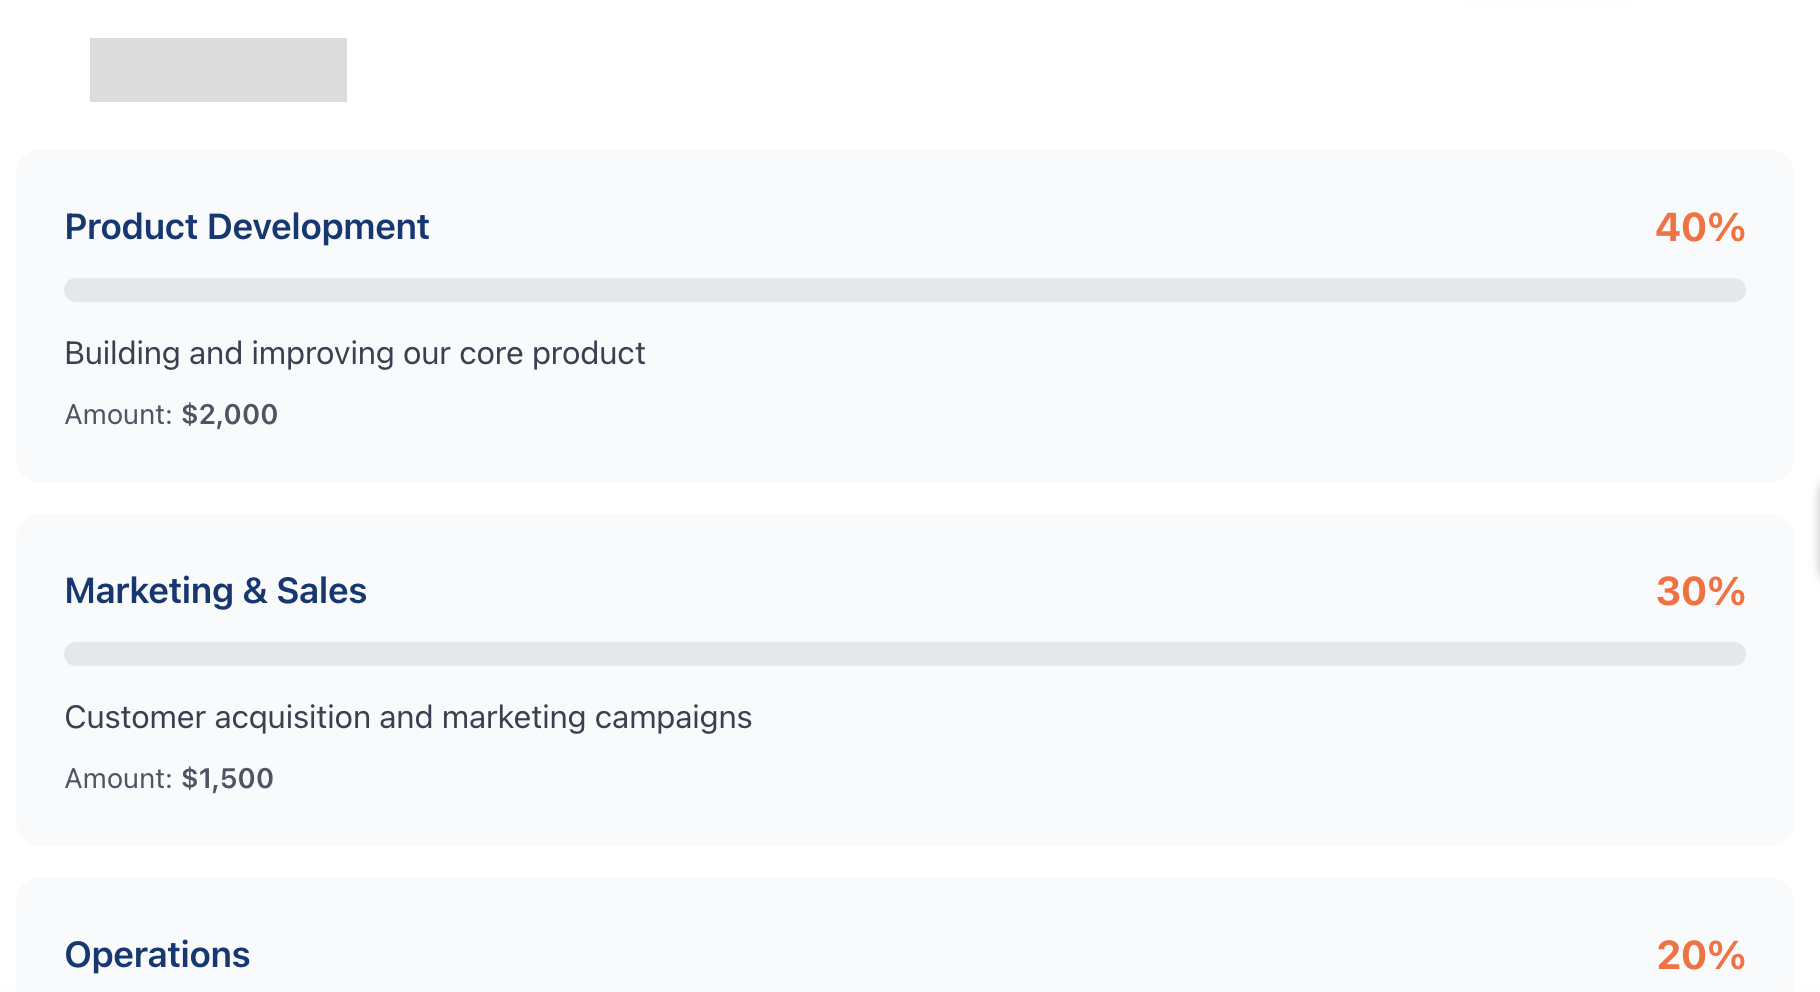 Product Development
40%
Building and improving our core product
Amount: $2,000
Marketing & Sales
30%
Customer acquisition and marketing campaigns
Amount: $1,500
Operations
20%